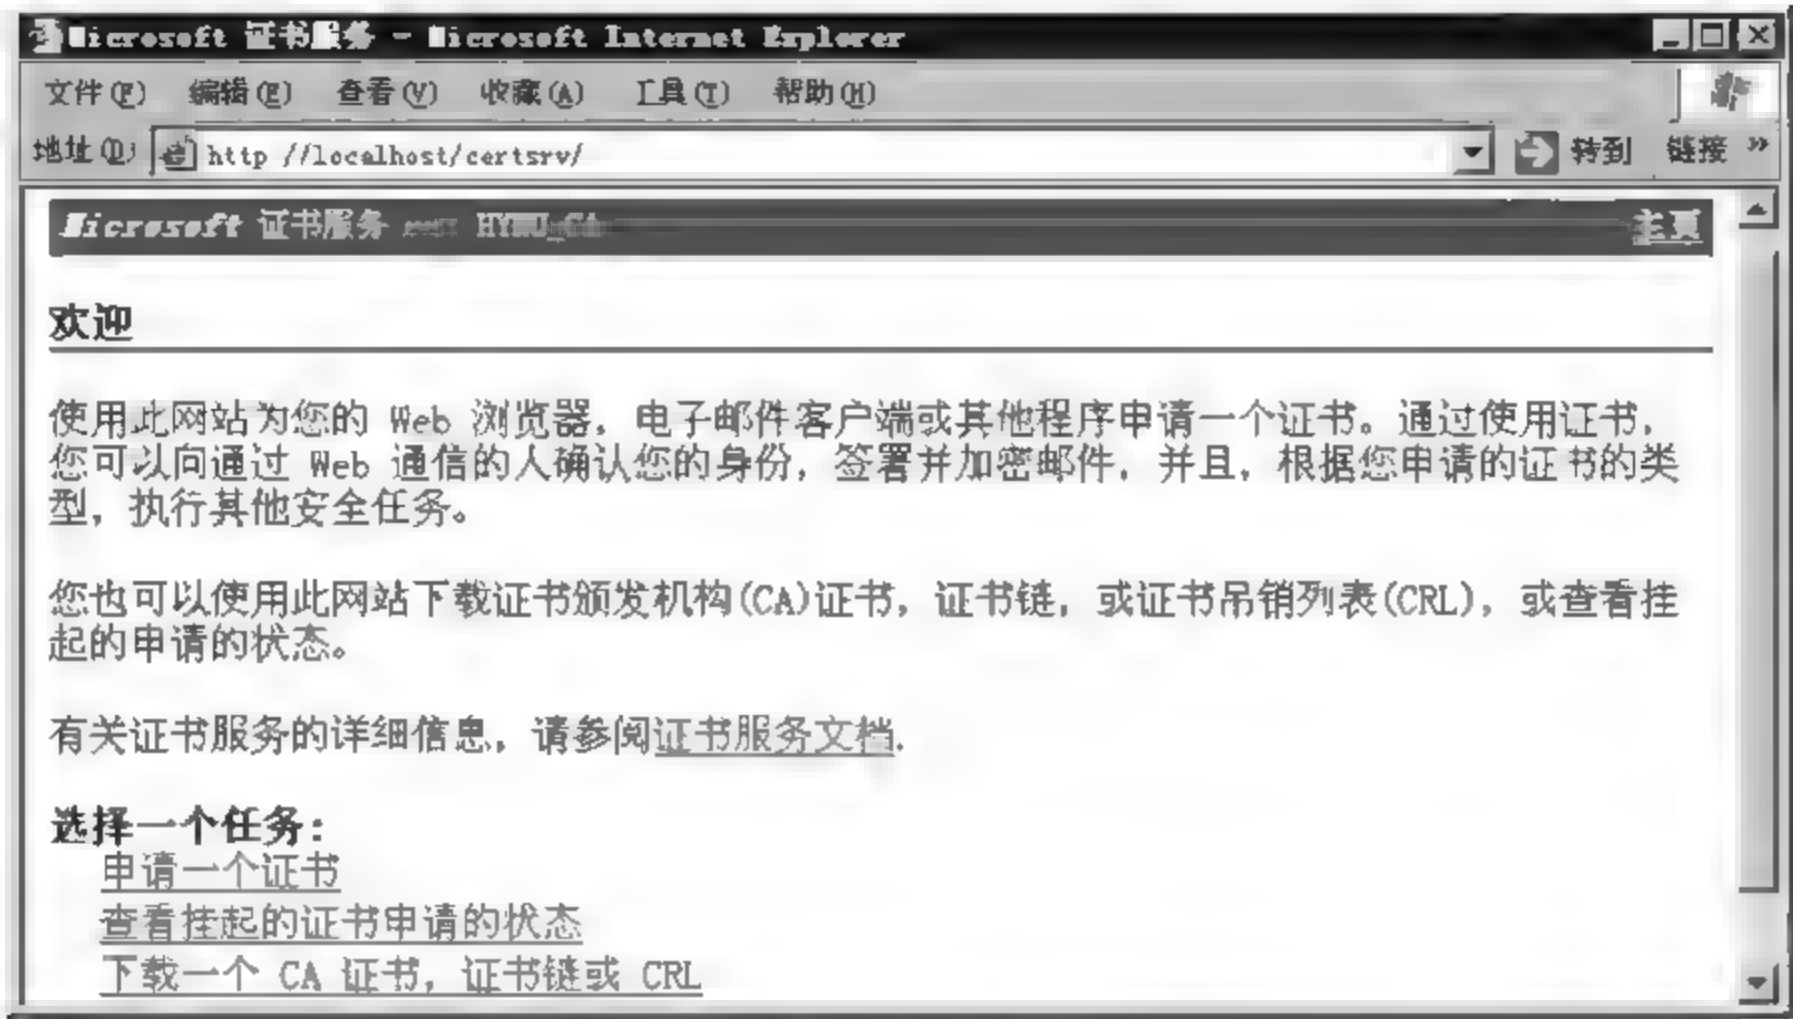 Microsoft 证书服务 - Microsoft Internet Explorer
文件(F) 编辑(E) 查看(V) 收藏(A) 工具(T) 帮助(H)
地址(D) http //localhost/certsrv/ 转到 链接 »
Microsoft 证书服务 主页
欢迎
使用此网站为您的 Web 浏览器，电子邮件客户端或其他程序申请一个证书。通过使用证书，
您可以向通过 Web 通信的人确认您的身份，签署并加密邮件，并且，根据您申请的证书的类
型，执行其他安全任务。
您也可以使用此网站下载证书颁发机构(CA)证书，证书链，或证书吊销列表(CRL)，或查看挂
起的申请的状态。
有关证书服务的详细信息，请参阅证书服务文档.
选择一个任务:
申请一个证书
查看挂起的证书申请的状态
下载一个 CA 证书，证书链或 CRL